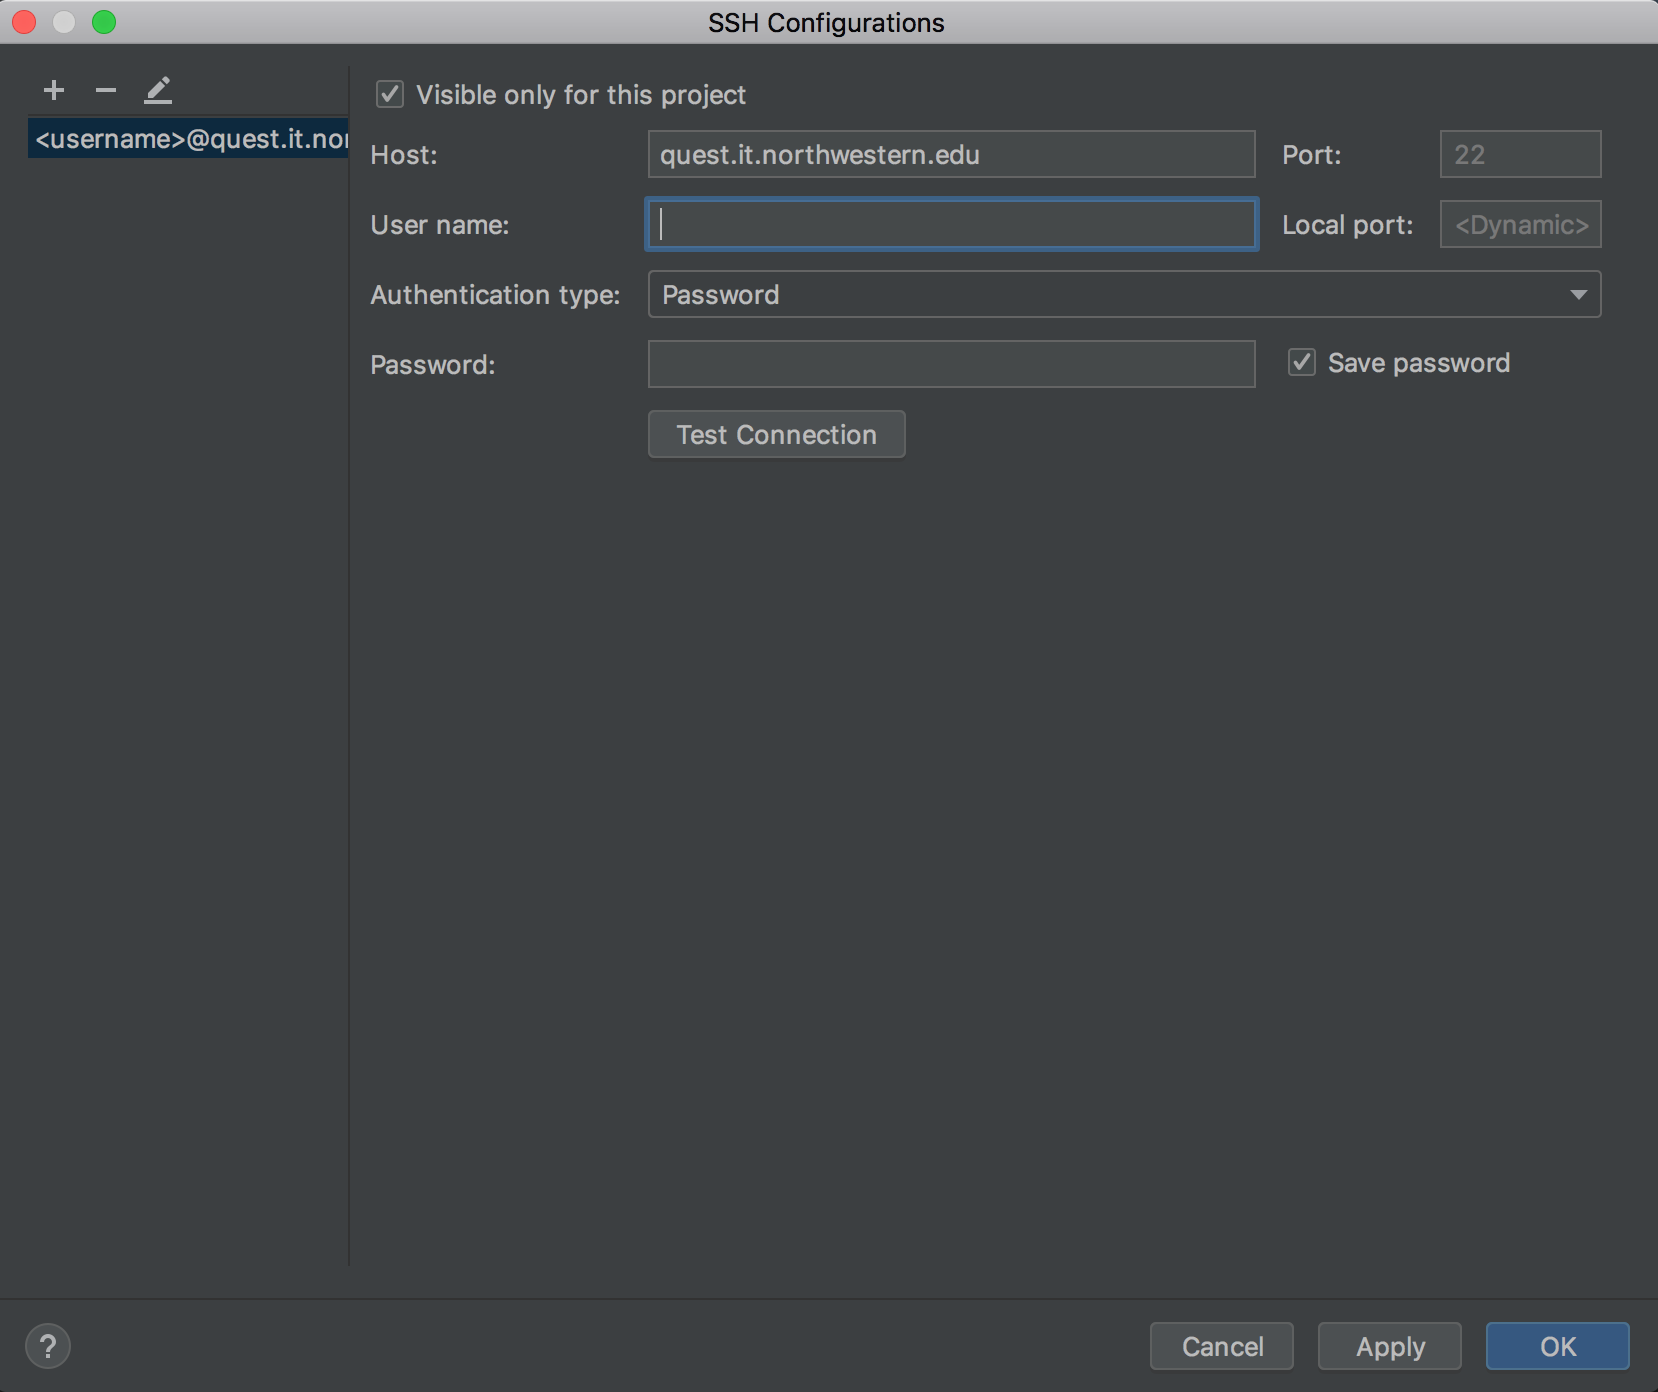 SSH Configurations
<username>@quest.it.nor
Visible only for this project
Host: quest.it.northwestern.edu Port: 22
User name: Local port: <Dynamic>
Authentication type: Password
Password: Save password
Test Connection
? Cancel Apply OK